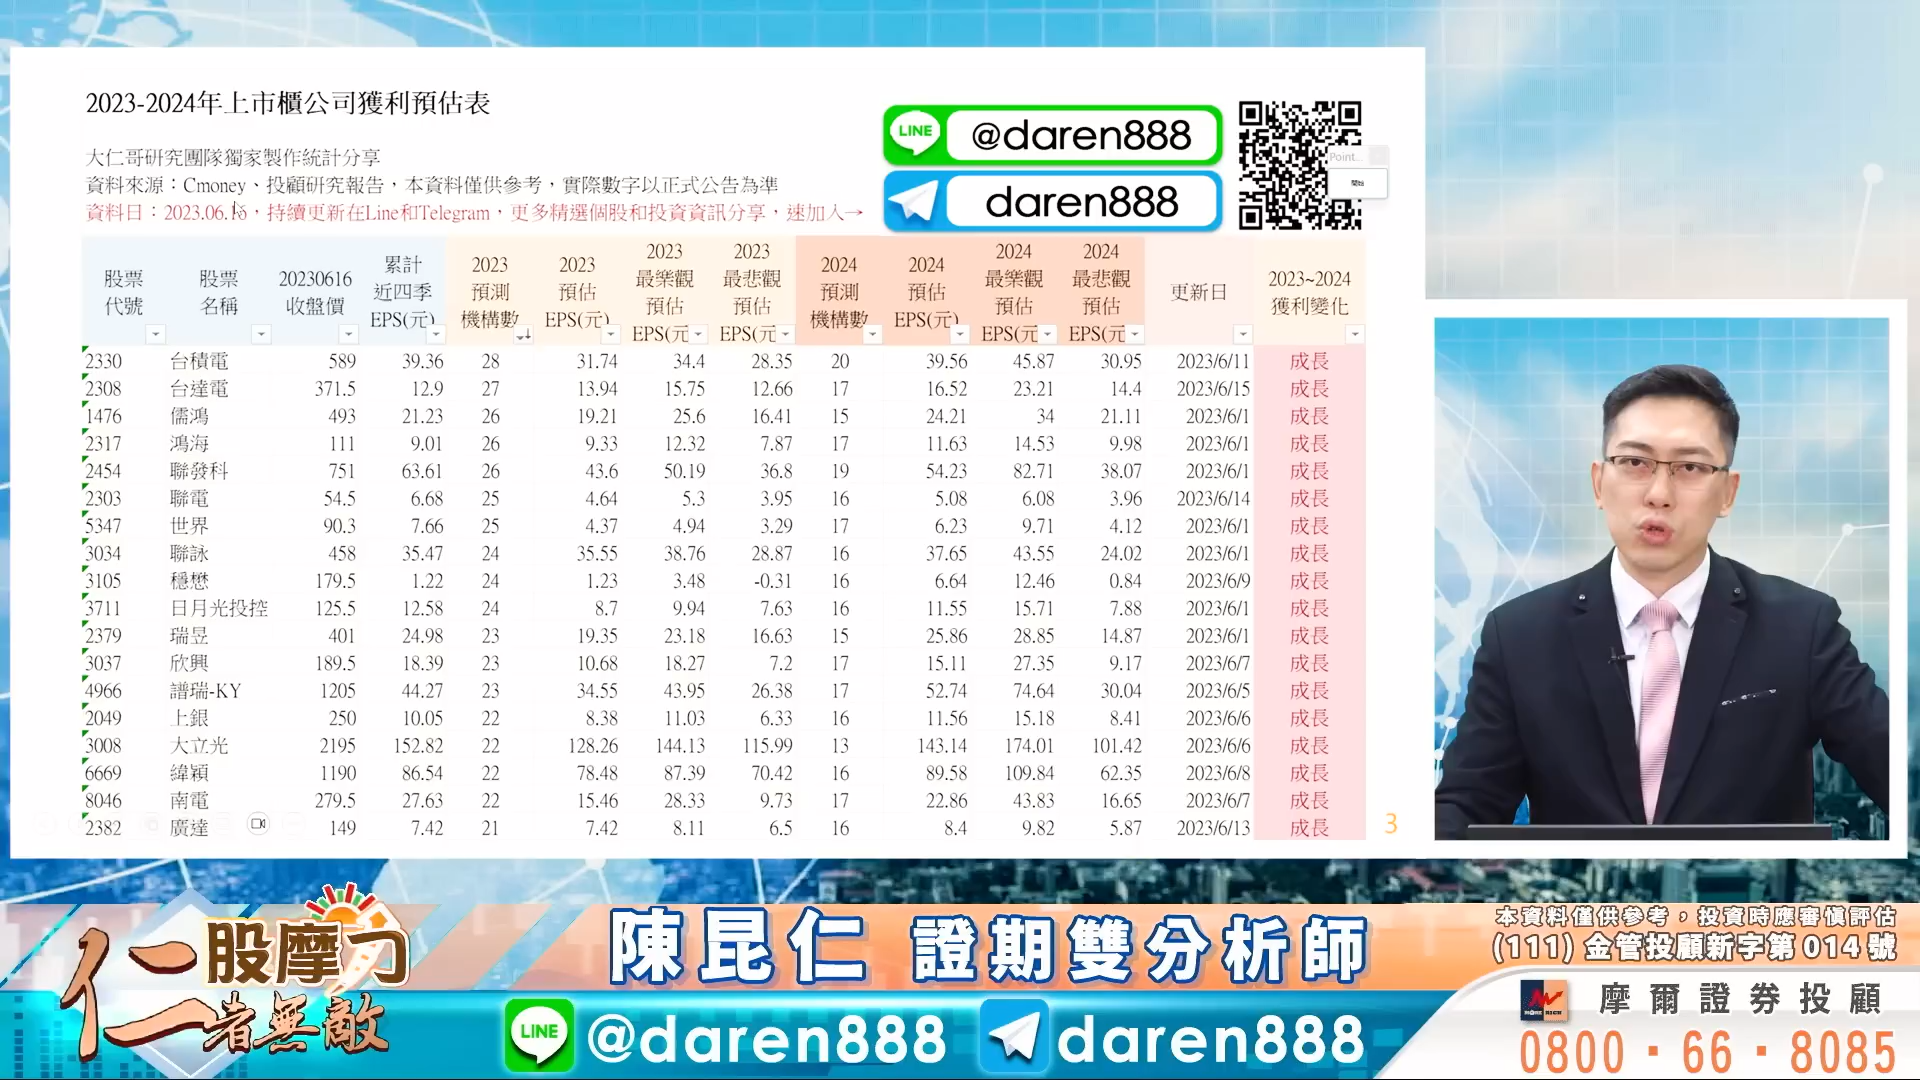 2023-2024年上市櫃公司獲利預估表
大仁哥研究團隊獨家製作統計分享
資料來源：Cmoney、投顧研究報告，本資料僅供參考，實際數字以正式公告為準
資料日：2023.06.16，持續更新在Line和Telegram，更多精選個股和投資資訊分享，速加入→
LINE @daren888
daren888
Point...
開始
股票代號 股票名稱 20230616收盤價 累計近四季EPS(元) 2023預測機構數 2023預估EPS(元) 2023最樂觀預估EPS(元 2023最悲觀預估EPS(元 2024預測機構數 2024預估EPS(元) 2024最樂觀預估EPS(元 2024最悲觀預估EPS(元 更新日 2023~2024獲利變化
2330 台積電 589 39.36 28 31.74 34.4 28.35 20 39.56 45.87 30.95 2023/6/11 成長
2308 台達電 371.5 12.9 27 13.94 15.75 12.66 17 16.52 23.21 14.4 2023/6/15 成長
1476 儒鴻 493 21.23 26 19.21 25.6 16.41 15 24.21 34 21.11 2023/6/1 成長
2317 鴻海 111 9.01 26 9.33 12.32 7.87 17 11.63 14.53 9.98 2023/6/1 成長
2454 聯發科 751 63.61 26 43.6 50.19 36.8 19 54.23 82.71 38.07 2023/6/1 成長
2303 聯電 54.5 6.68 25 4.64 5.3 3.95 16 5.08 6.08 3.96 2023/6/14 成長
5347 世界 90.3 7.66 25 4.37 4.94 3.29 17 6.23 9.71 4.12 2023/6/1 成長
3034 聯詠 458 35.47 24 35.55 38.76 28.87 16 37.65 43.55 24.02 2023/6/1 成長
3105 穩懋 179.5 1.22 24 1.23 3.48 -0.31 16 6.64 12.46 0.84 2023/6/9 成長
3711 日月光投控 125.5 12.58 24 8.7 9.94 7.63 16 11.55 15.71 7.88 2023/6/1 成長
2379 瑞昱 401 24.98 23 19.35 23.18 16.63 15 25.86 28.85 14.87 2023/6/1 成長
3037 欣興 189.5 18.39 23 10.68 18.27 7.2 17 15.11 27.35 9.17 2023/6/7 成長
4966 譜瑞-KY 1205 44.27 23 34.55 43.95 26.38 17 52.74 74.64 30.04 2023/6/5 成長
2049 上銀 250 10.05 22 8.38 11.03 6.33 16 11.56 15.18 8.41 2023/6/6 成長
3008 大立光 2195 152.82 22 128.26 144.13 115.99 13 143.14 174.01 101.42 2023/6/6 成長
6669 緯穎 1190 86.54 22 78.48 87.39 70.42 16 89.58 109.84 62.35 2023/6/8 成長
8046 南電 279.5 27.63 22 15.46 28.33 9.73 17 22.86 43.83 16.65 2023/6/7 成長
2382 廣達 149 7.42 21 7.42 8.11 6.5 16 8.4 9.82 5.87 2023/6/13 成長
3
仁者無敵
股摩力
陳昆仁 證期雙分析師
LINE @daren888 daren888
本資料僅供參考，投資時應審慎評估
(111) 金管投顧新字第014號
摩爾證券投顧
0800·66·8085